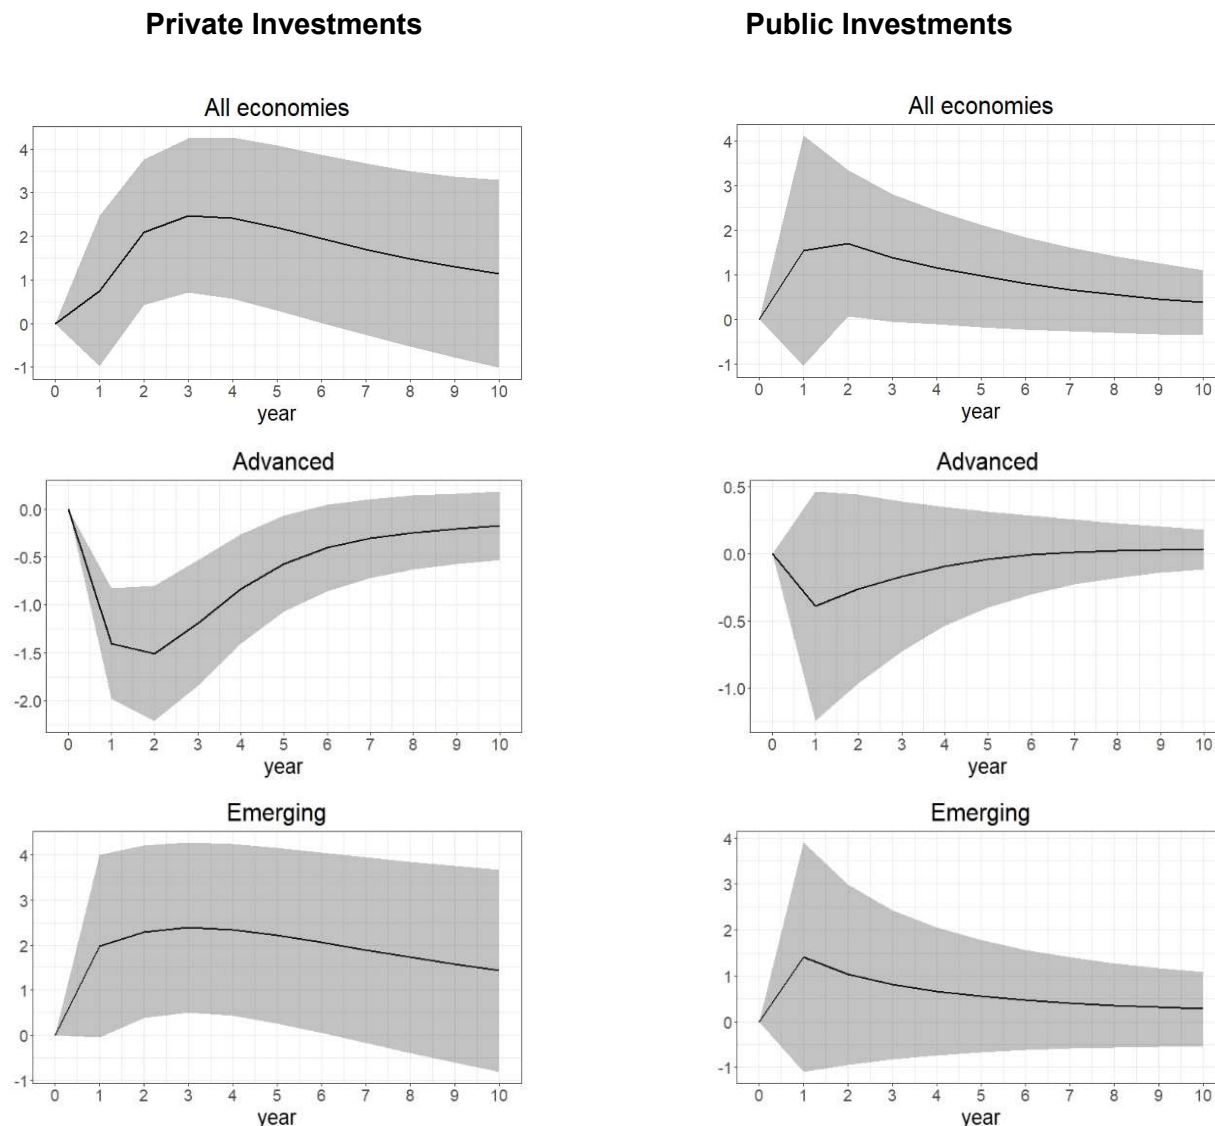 Private Investments
Public Investments
All economies
4
3
2
1
0
-1
0 1 2 3 4 5 6 7 8 9 10
year
All economies
4
3
2
1
0
-1
0 1 2 3 4 5 6 7 8 9 10
year
Advanced
0.0
-0.5
-1.0
-1.5
-2.0
0 1 2 3 4 5 6 7 8 9 10
year
Advanced
0.5
0.0
-0.5
-1.0
0 1 2 3 4 5 6 7 8 9 10
year
Emerging
4
3
2
1
0
-1
0 1 2 3 4 5 6 7 8 9 10
year
Emerging
4
3
2
1
0
-1
0 1 2 3 4 5 6 7 8 9 10
year